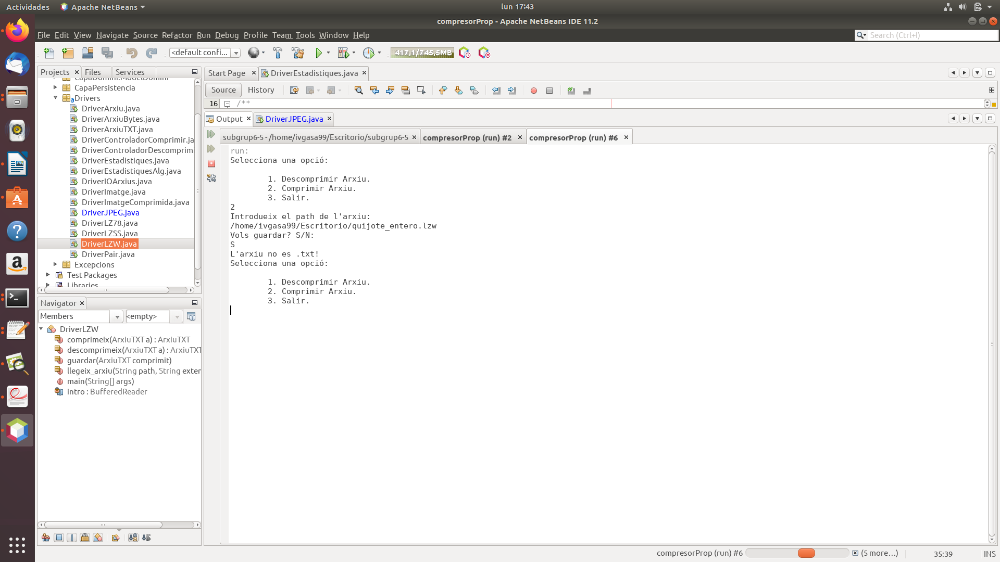 Actividades
Apache NetBeans
lun 17:43
compresorProp - Apache NetBeans IDE 11.2
File Edit View Navigate Source Refactor Run Debug Profile Team Tools Window Help
Search (Ctrl+I)
<default confi...
417,1/745,5MB
Projects
Files
Services
CapaDomini.ModelDomini
CapaPersistencia
Drivers
DriverArxiu.java
DriverArxiuBytes.java
DriverArxiuTXT.java
DriverControladorComprimir.ja
DriverControladorDescomprimi
DriverEstadistiques.java
DriverEstadistiquesAlg.java
DriverIOArxius.java
DriverImatge.java
DriverImatgeComprimida.java
DriverJPEG.java
DriverLZ78.java
DriverLZSS.java
DriverLZW.java
DriverPair.java
Excepcions
Test Packages
Libraries
Navigator
Members
<empty>
DriverLZW
comprimeix(ArxiuTXT a) : ArxiuTXT
descomprimeix(ArxiuTXT a) : ArxiuTXT
guardar(ArxiuTXT comprimit)
llegeix_arxiu(String path, String exter
main(String[] args)
intro : BufferedReader
Start Page
DriverEstadistiques.java
Source
History
16 /**
Output
DriverJPEG.java
subgrup6-5 - /home/ivgasa99/Escritorio/subgrup6-5
compresorProp (run) #2
compresorProp (run) #6
run:
Selecciona una opció:
1. Descomprimir Arxiu.
2. Comprimir Arxiu.
3. Salir.
2
Introdueix el path de l'arxiu:
/home/ivgasa99/Escritorio/quijote_entero.lzw
Vols guardar? S/N:
S
L'arxiu no es .txt!
Selecciona una opció:
1. Descomprimir Arxiu.
2. Comprimir Arxiu.
3. Salir.
compresorProp (run) #6
(5 more...)
35:39
INS